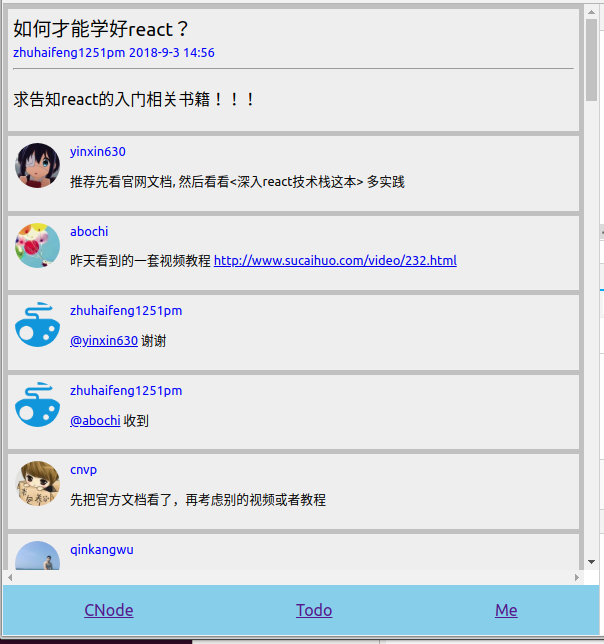 如何才能学好react？
zhuhaifeng1251pm 2018-9-3 14:56
求告知react的入门相关书籍！！！
yinxin630
推荐先看官网文档, 然后看看<深入react技术栈这本> 多实践
abochi
昨天看到的一套视频教程 http://www.sucaihuo.com/video/232.html
zhuhaifeng1251pm
@yinxin630 谢谢
zhuhaifeng1251pm
@abochi 收到
cnvp
先把官方文档看了，再考虑别的视频或者教程
qinkangwu
CNode Todo Me